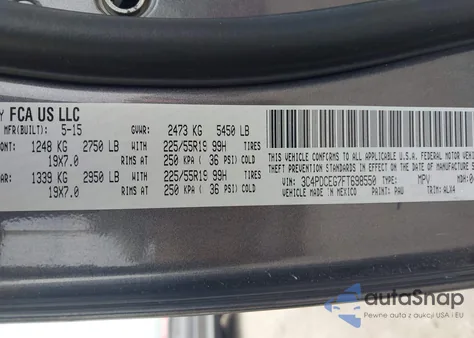 Y FCA US LLC
MFR(BUILT): 5-15 GVWR: 2473 KG 5450 LB
ONT: 1248 KG 2750 LB WITH 225/55R19 99H TIRES
19X7.0 RIMS AT 250 KPA ( 36 PSI) COLD
AR: 1339 KG 2950 LB WITH 225/55R19 99H TIRES
19X7.0 RIMS AT 250 KPA ( 36 PSI) COLD
THIS VEHICLE CONFORMS TO ALL APPLICABLE U.S.A. FEDERAL MOTOR VEHICLE
THEFT PREVENTION STANDARDS IN EFFECT ON THE DATE OF MANUFACTURE
VIN: 3C4PDCEG7FT698550 TYPE: MPV MDH: 0
MADE IN MEXICO PAINT: PAU TRIM: ALX4
autoSnap
Pewne auta z aukcji USA i EU